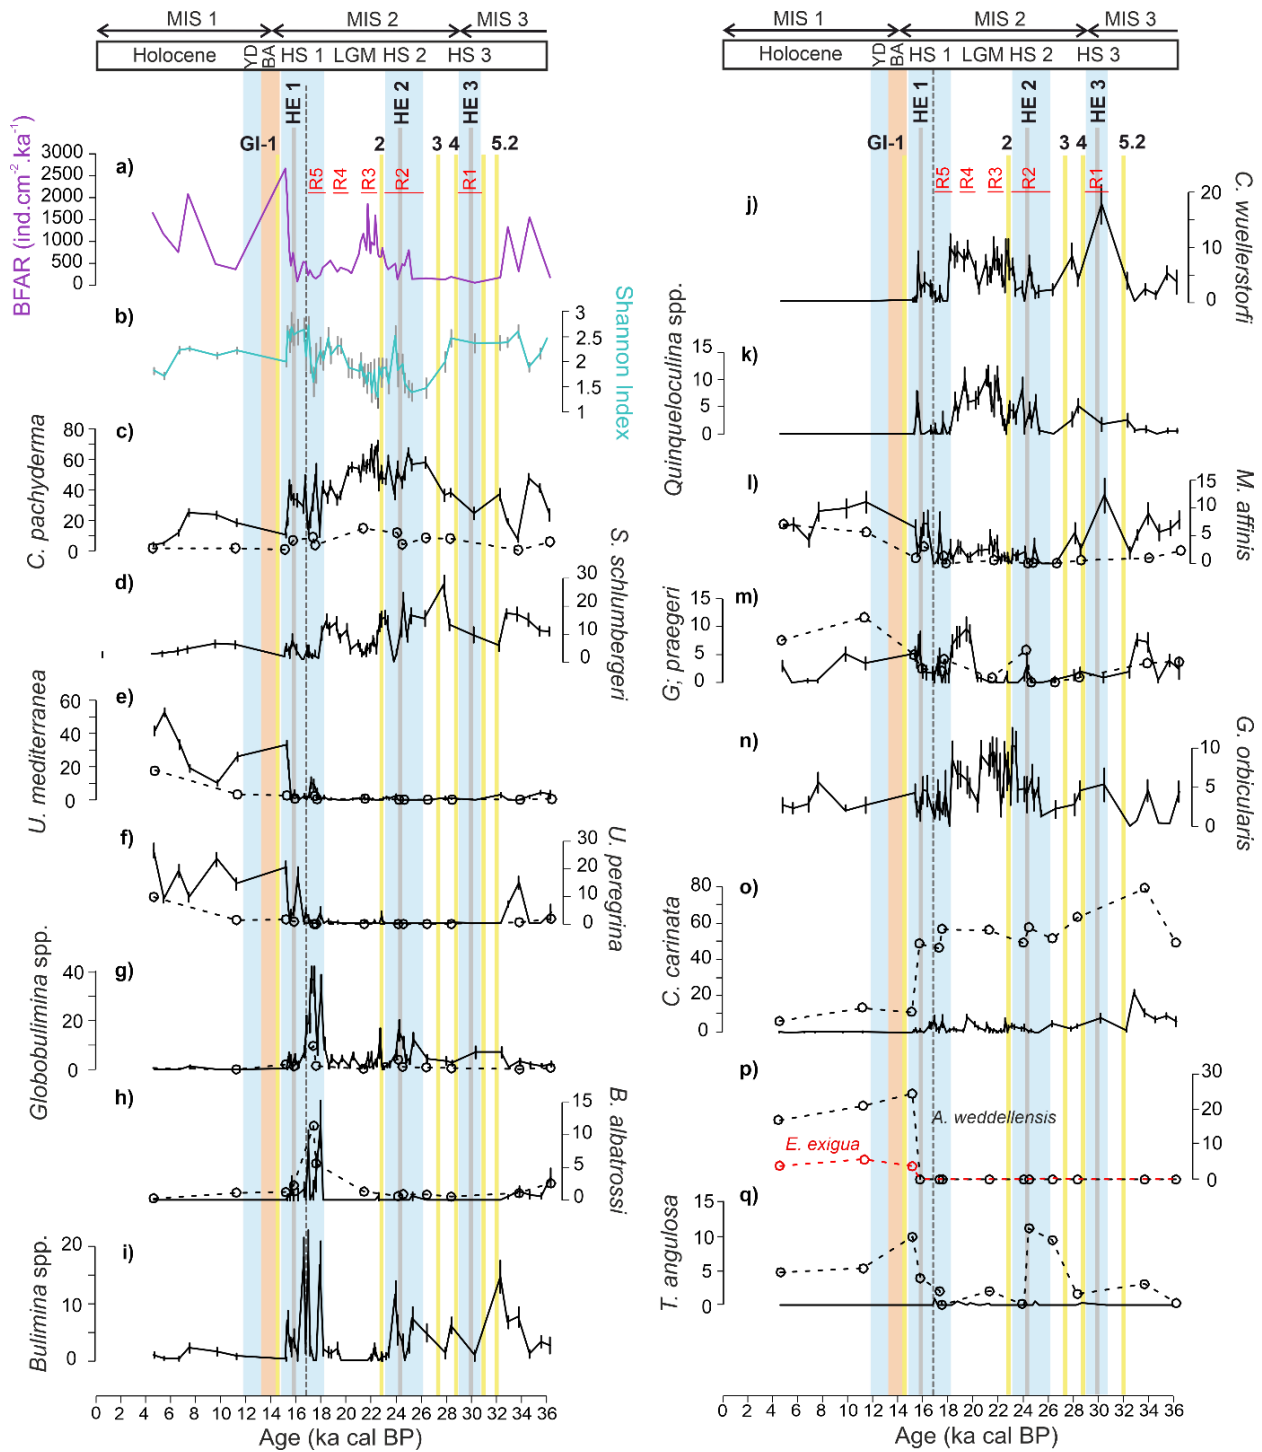 MIS 1
MIS 2
MIS 3
Holocene
YD
BA
HS 1
LGM
HS 2
HS 3
HE 1
HE 2
HE 3
GI-1
2
3
4
5.2
R5
R4
R3
R2
R1
a)
BFAR (ind.cm-2.ka-1)
3000
2500
2000
1500
1000
500
0
b)
Shannon Index
3
2.5
2
1.5
1
c)
C. pachyderma
80
60
40
20
0
d)
S. schlumbergeri
30
20
10
0
e)
U. mediterranea
60
40
20
0
f)
U. peregrina
30
20
10
0
g)
Globobulimina spp.
40
20
0
h)
B. albatrossi
15
10
5
0
i)
Bulimina spp.
20
10
0
0 2 4 6 8 10 12 14 16 18 20 22 24 26 28 30 32 34 36
Age (ka cal BP)
MIS 1
MIS 2
MIS 3
Holocene
YD
BA
HS 1
LGM
HS 2
HS 3
HE 1
HE 2
HE 3
GI-1
2
3
4
5.2
R5
R4
R3
R2
R1
j)
C. wuellerstorfi
20
10
0
k)
Quinqueloculina spp.
15
10
5
0
l)
M. affinis
15
10
5
0
m)
G; praegeri
15
10
5
0
n)
G. orbicularis
10
5
0
o)
C. carinata
80
60
40
20
0
p)
A. weddellensis
E. exigua
30
20
10
0
q)
T. angulosa
15
10
5
0
0 2 4 6 8 10 12 14 16 18 20 22 24 26 28 30 32 34 36
Age (ka cal BP)